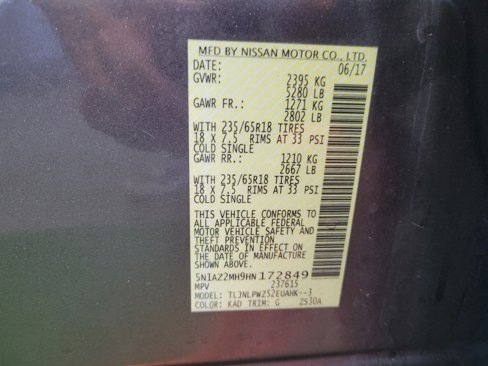 MFD BY NISSAN MOTOR CO., LTD.
DATE: 06/17
GVWR: 2395 KG
5280 LB
GAWR FR.: 1271 KG
2802 LB
WITH 235/65R18 TIRES
18 X 7.5 RIMS AT 33 PSI
COLD SINGLE
GAWR RR.: 1210 KG
2667 LB
WITH 235/65R18 TIRES
18 X 7.5 RIMS AT 33 PSI
COLD SINGLE
THIS VEHICLE CONFORMS TO
ALL APPLICABLE FEDERAL
MOTOR VEHICLE SAFETY AND
THEFT PREVENTION
STANDARDS IN EFFECT ON
THE DATE OF MANUFACTURE
SHOWN ABOVE.
5N1AZ2MH9HN 172849
MPV 237615
MODEL: TLJNLPWZ52EUAHK--3
COLOR: KAD TRIM: G ZS30A